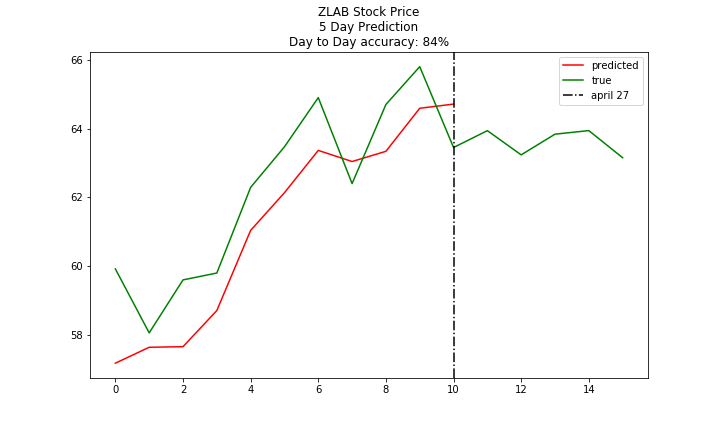 ZLAB Stock Price
5 Day Prediction
Day to Day accuracy: 84%
predicted
true
april 27
66
64
62
60
58
0 2 4 6 8 10 12 14